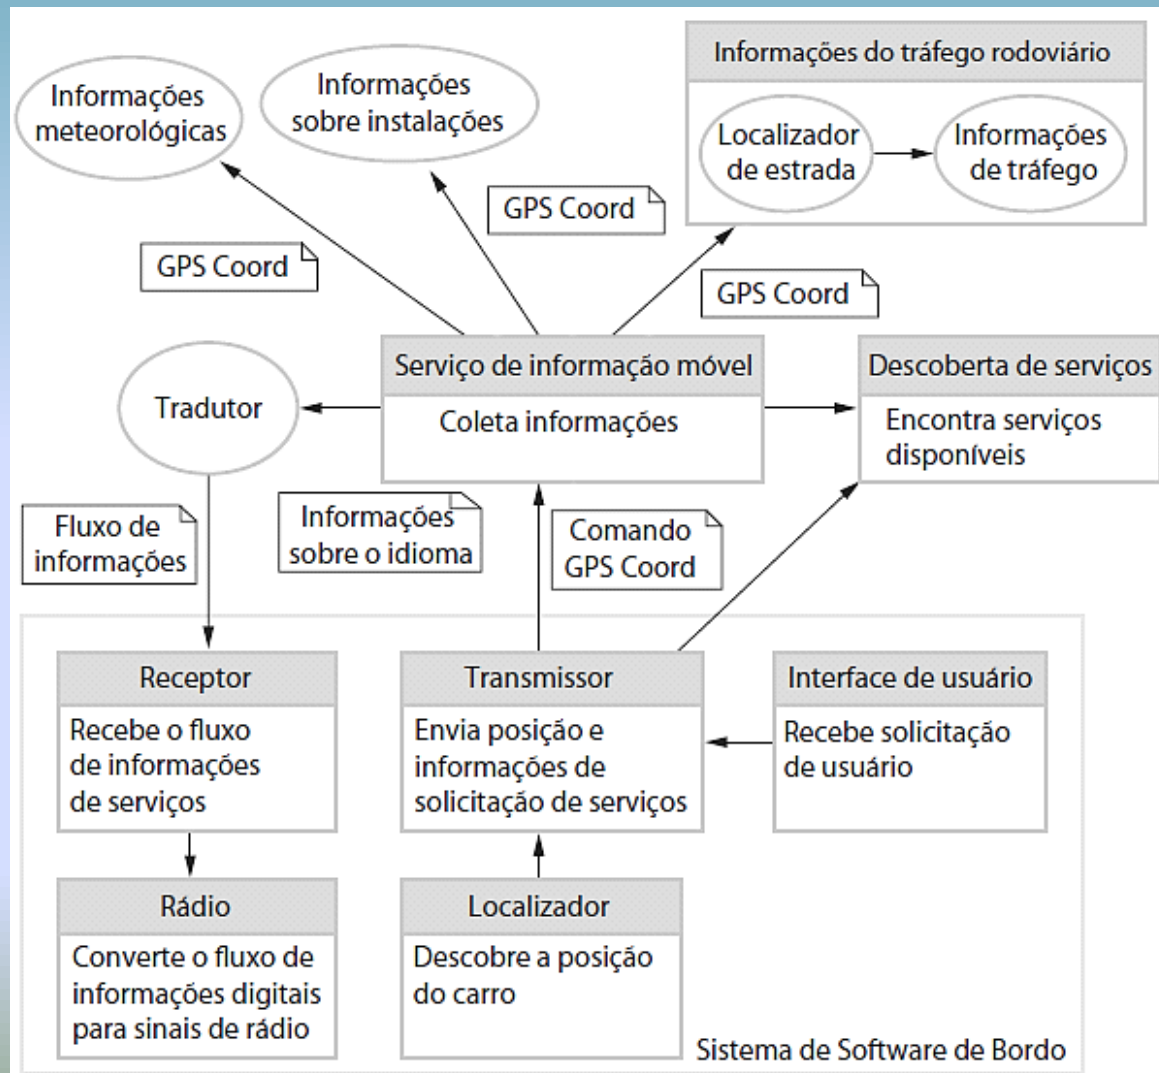 Informações
meteorológicas
Informações
sobre instalações
Informações do tráfego rodoviário
Localizador
de estrada
Informações
de tráfego
GPS Coord
GPS Coord
GPS Coord
Tradutor
Serviço de informação móvel
Coleta informações
Descoberta de serviços
Encontra serviços
disponíveis
Fluxo de
informações
Informações
sobre o idioma
Comando
GPS Coord
Receptor
Recebe o fluxo
de informações
de serviços
Transmissor
Envia posição e
informações de
solicitação de serviços
Interface de usuário
Recebe solicitação
de usuário
Rádio
Converte o fluxo de
informações digitais
para sinais de rádio
Localizador
Descobre a posição
do carro
Sistema de Software de Bordo